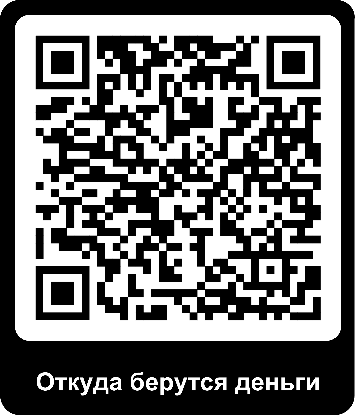 Откуда берутся деньги